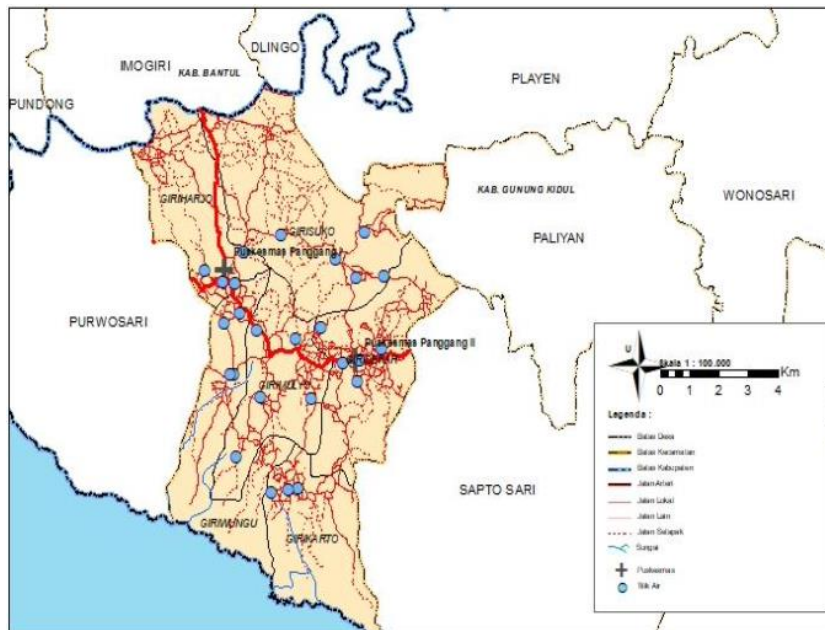 DLINGO
IMOGIRI
KAB. BANTUL
PLAYEN
PUNDONG
KAB. GUNUNG KIDUL
WONOSARI
GIRIHARJO
GIRISUKO
PALIYAN
Puskesmas Panggang I
PURWOSARI
Puskesmas Panggang II
GIRIMULYO
SAPTO SARI
GIRIWUNGU
GIRIKARTO
U
Skala 1 : 100.000
0 1 2 3 4 Km
Legenda :
Batas Desa
Batas Kecamatan
Batas Kabupaten
Jalan Arteri
Jalan Lokal
Jalan Lain
Jalan Setapak
Sungai
Puskesmas
Titik Air